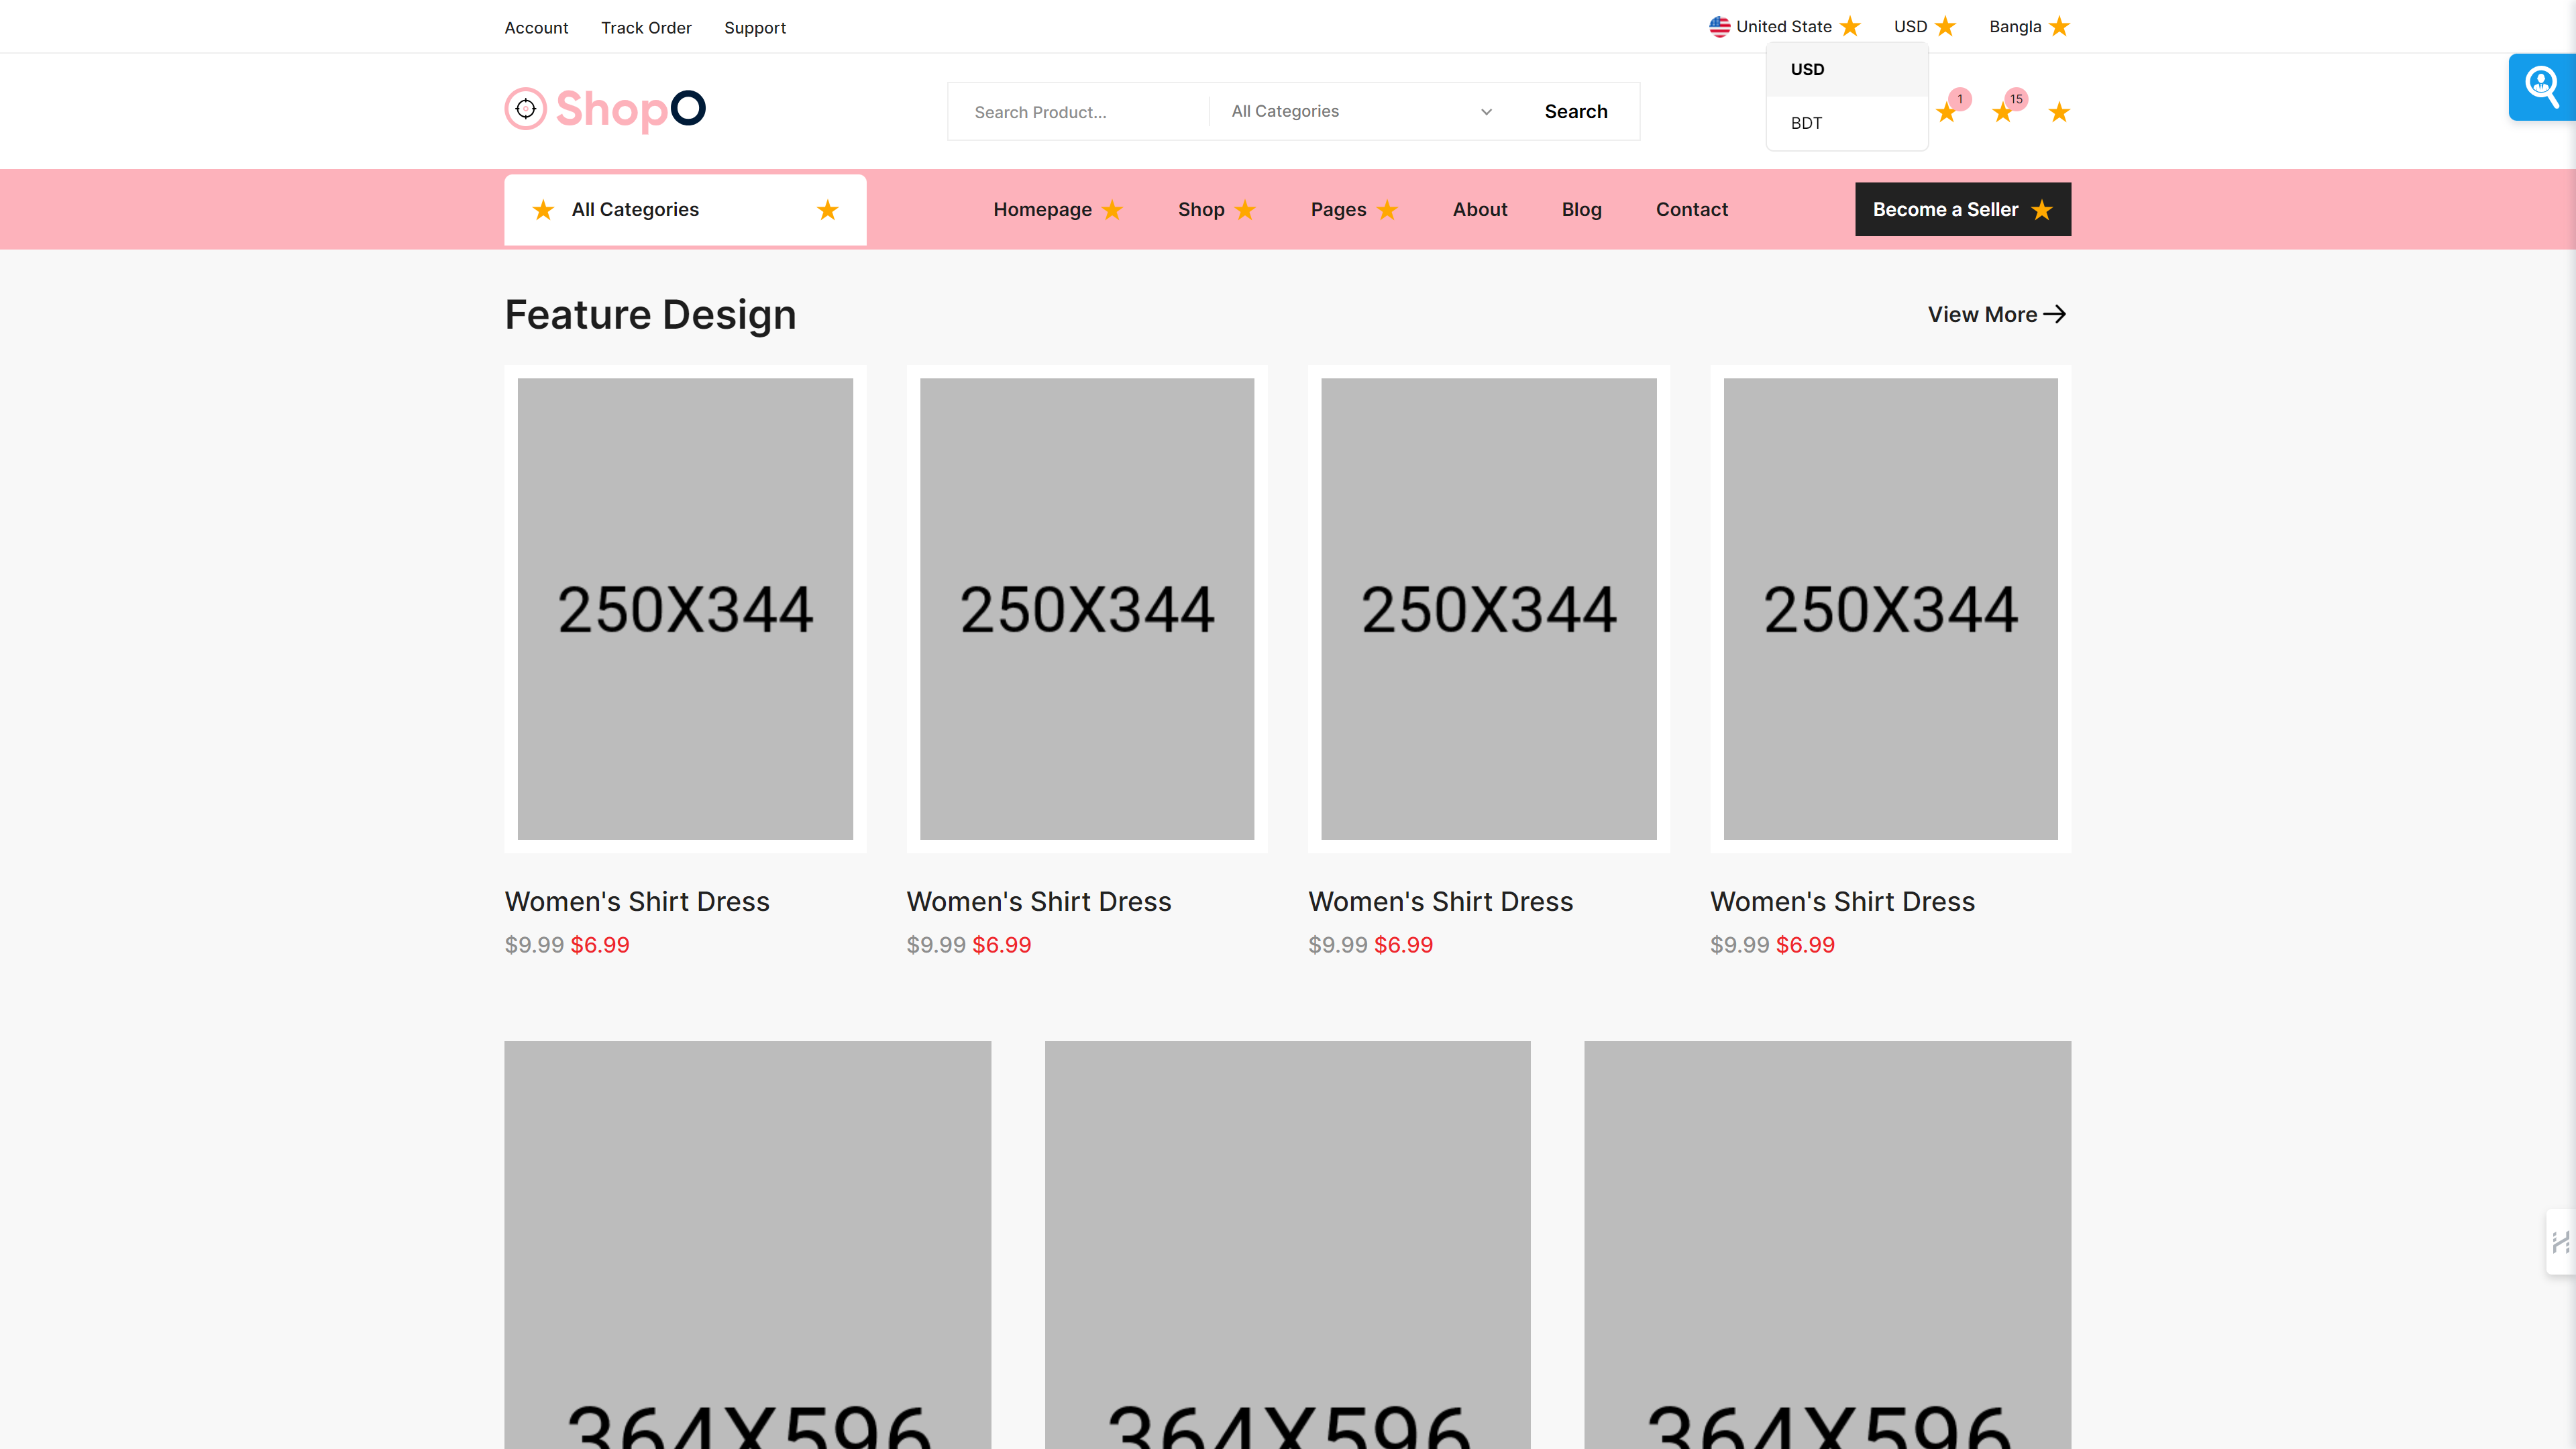 Account Track Order Support United State USD Bangla
USD
BDT
ShopO Search Product... All Categories Search 1 15
All Categories Homepage Shop Pages About Blog Contact Become a Seller
Feature Design View More
250X344 250X344 250X344 250X344
Women's Shirt Dress Women's Shirt Dress Women's Shirt Dress Women's Shirt Dress
$9.99 $6.99 $9.99 $6.99 $9.99 $6.99 $9.99 $6.99
364X596 364X596 364X596